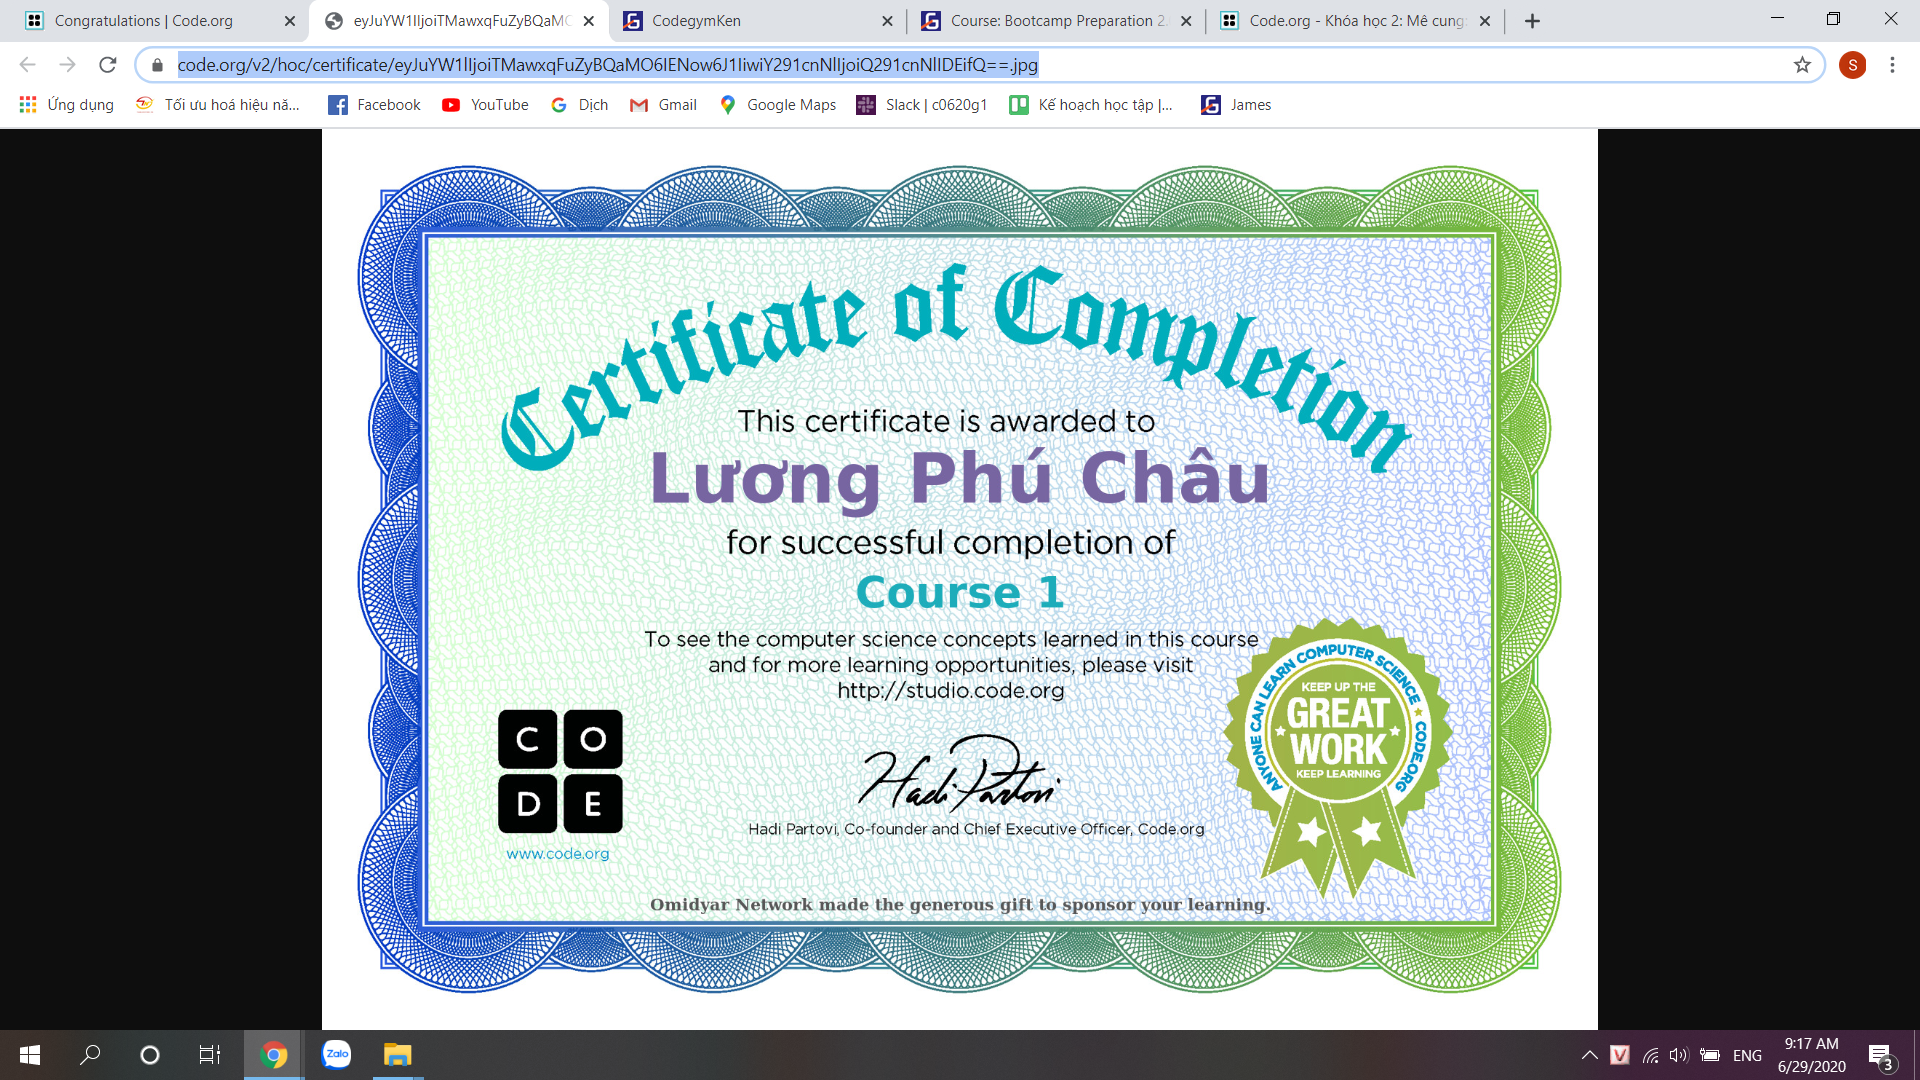 Congratulations | Code.org
eyJuYW1lIjoiTMawxqFuZyBQaMO
CodegymKen
Course: Bootcamp Preparation 2.
Code.org - Khóa học 2: Mê cung:
code.org/v2/hoc/certificate/eyJuYW1lIjoiTMawxqFuZyBQaMO6IENow6J1IiwiY291cnNlIjoiQ291cnNlIDEifQ==.jpg
S
Ứng dụng
Tối ưu hoá hiệu nă...
Facebook
YouTube
Dịch
Gmail
Google Maps
Slack | c0620g1
Kế hoạch học tập |...
James
Certificate of Completion
This certificate is awarded to
Lương Phú Châu
for successful completion of
Course 1
To see the computer science concepts learned in this course
and for more learning opportunities, please visit
http://studio.code.org
C O
D E
www.code.org
Hadi Partovi
Hadi Partovi, Co-founder and Chief Executive Officer, Code.org
ANYONE CAN LEARN COMPUTER SCIENCE ★ CODE.ORG
KEEP UP THE
GREAT
WORK
KEEP LEARNING
Omidyar Network made the generous gift to sponsor your learning.
Zalo
V
ENG
9:17 AM
6/29/2020
3